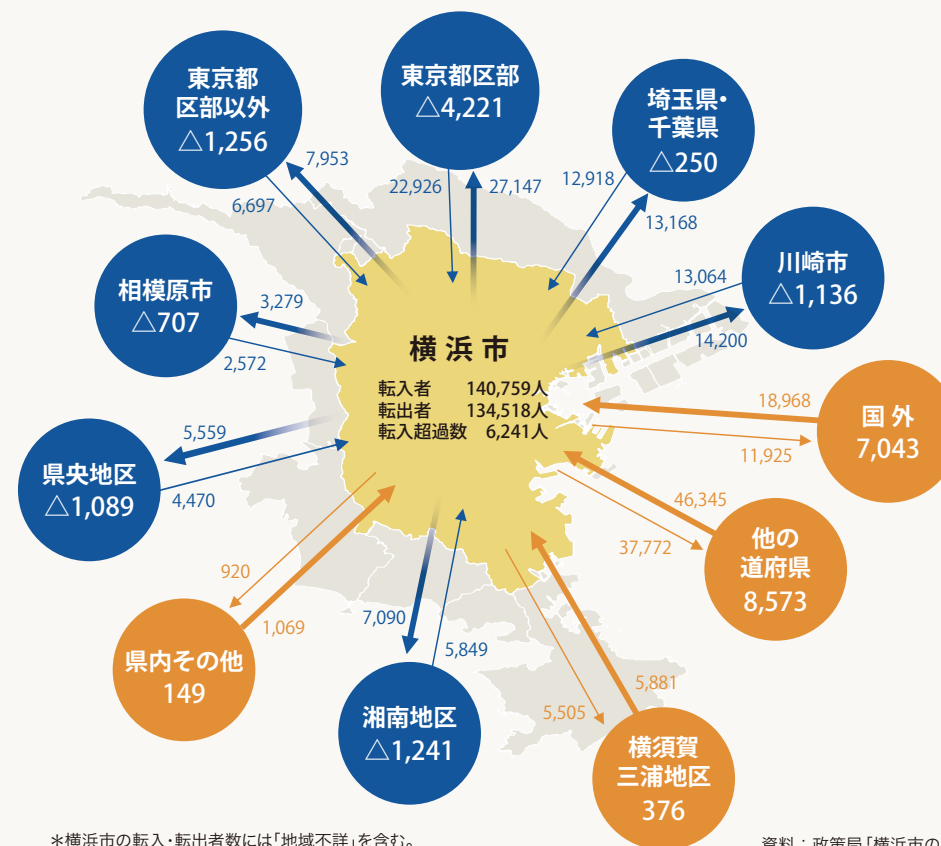 東京都
区部以外
△1,256
東京都区部
△4,221
埼玉県・
千葉県
△250
7,953
6,697
22,926
27,147
12,918
13,168
川崎市
△1,136
13,064
14,200
相模原市
△707
3,279
2,572
横浜市
転入者 140,759人
転出者 134,518人
転入超過数 6,241人
国外
7,043
18,968
11,925
県央地区
△1,089
5,559
4,470
他の
道府県
8,573
46,345
37,772
920
1,069
県内その他
149
7,090
5,849
湘南地区
△1,241
5,881
5,505
横須賀
三浦地区
376
＊横浜市の転入・転出者数には「地域不詳」を含む。
資料：政策局「横浜市の